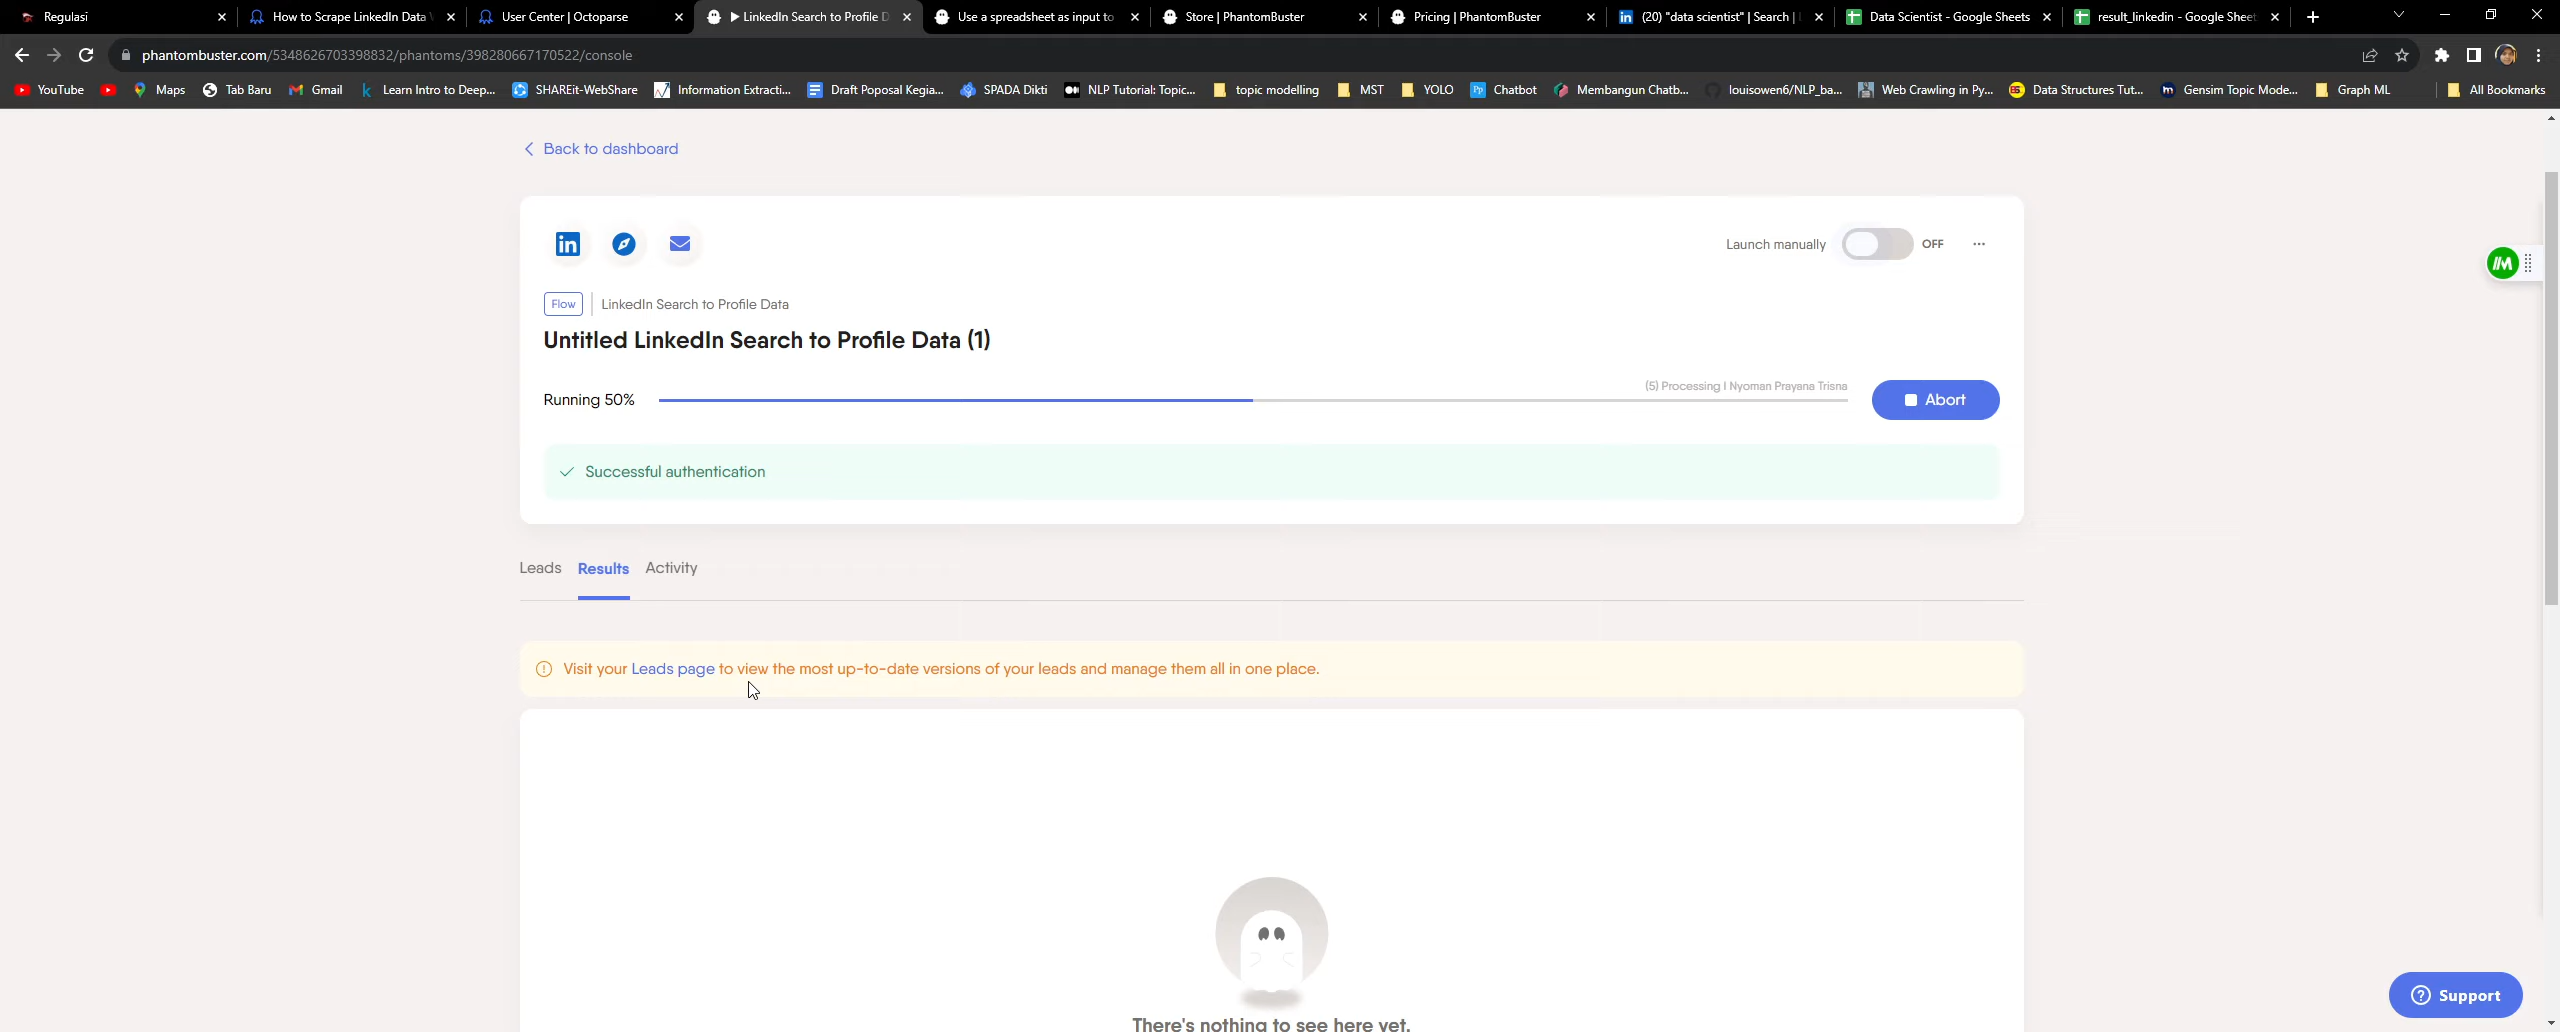 Regulasi
How to Scrape LinkedIn Data
User Center | Octoparse
▶ LinkedIn Search to Profile D
Use a spreadsheet as input to
Store | PhantomBuster
Pricing | PhantomBuster
in (20) "data scientist" | Search |
Data Scientist - Google Sheets
result_linkedin - Google Sheet
phantombuster.com/5348626703398832/phantoms/398280667170522/console
YouTube
Maps
Tab Baru
Gmail
k Learn Intro to Deep...
SHAREit-WebShare
Information Extracti...
Draft Poposal Kegia...
SPADA Dikti
NLP Tutorial: Topic...
topic modelling
MST
YOLO
Pp Chatbot
Membangun Chatb...
louisowen6/NLP_ba...
Web Crawling in Py...
Data Structures Tut...
Gensim Topic Mode...
Graph ML
All Bookmarks
Back to dashboard
in
Launch manually
OFF
Flow
LinkedIn Search to Profile Data
Untitled LinkedIn Search to Profile Data (1)
(5) Processing I Nyoman Prayana Trisna
Running 50%
Abort
Successful authentication
Leads
Results
Activity
Visit your Leads page to view the most up-to-date versions of your leads and manage them all in one place.
There's nothing to see here yet.
Support